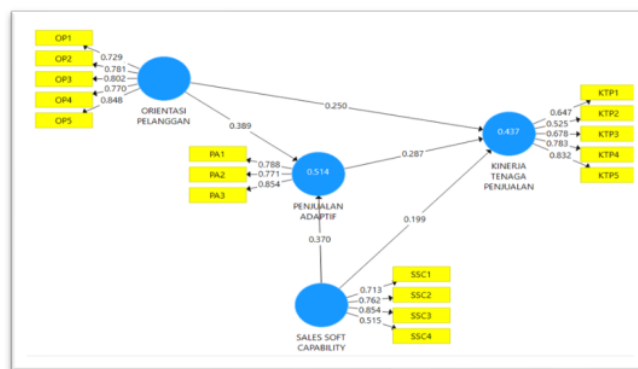 OP1
OP2
OP3
OP4
OP5
0.729
0.781
0.802
0.770
0.848
ORIENTASI
PELANGGAN
0.250
0.389
PA1
PA2
PA3
0.788
0.771
0.854
0.514
PENJUALAN
ADAPTIF
0.287
0.437
KINERJA
TENAGA
PENJUALAN
0.647
0.525
0.678
0.783
0.832
KTP1
KTP2
KTP3
KTP4
KTP5
0.199
0.370
SALES SOFT
CAPABILITY
0.713
0.762
0.854
0.515
SSC1
SSC2
SSC3
SSC4